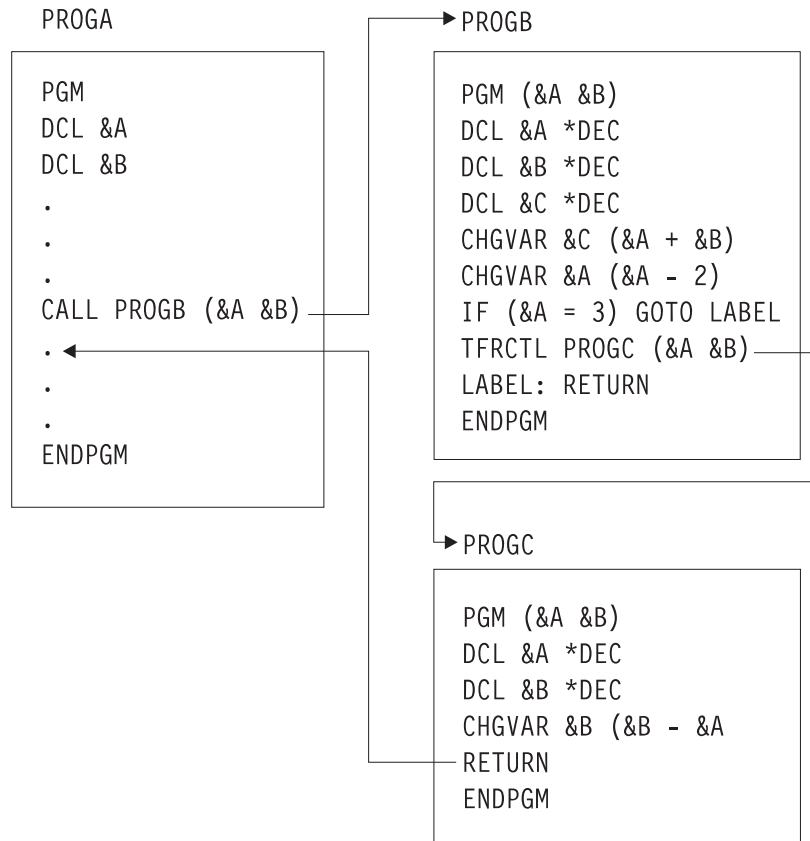 PROGA
PGM
DCL &A
DCL &B
.
.
.
CALL PROGB (&A &B)
.
.
.
ENDPGM
PROGB
PGM (&A &B)
DCL &A *DEC
DCL &B *DEC
DCL &C *DEC
CHGVAR &C (&A + &B)
CHGVAR &A (&A - 2)
IF (&A = 3) GOTO LABEL
TFRCTL PROGC (&A &B)
LABEL: RETURN
ENDPGM
PROGC
PGM (&A &B)
DCL &A *DEC
DCL &B *DEC
CHGVAR &B (&B - &A
RETURN
ENDPGM